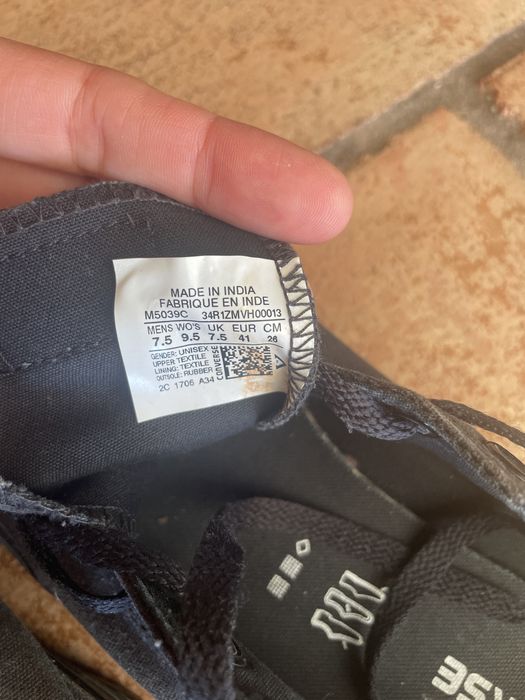 MADE IN INDIA
FABRIQUE EN INDE
M5039C 34R1ZMVH00013
MENS WO'S UK EUR CM
7.5 9.5 7.5 41 26
GENDER: UNISEX
UPPER TEXTILE
LINING: TEXTILE
OUTSOLE: RUBBER
2C 1706 A34
CONVERSE